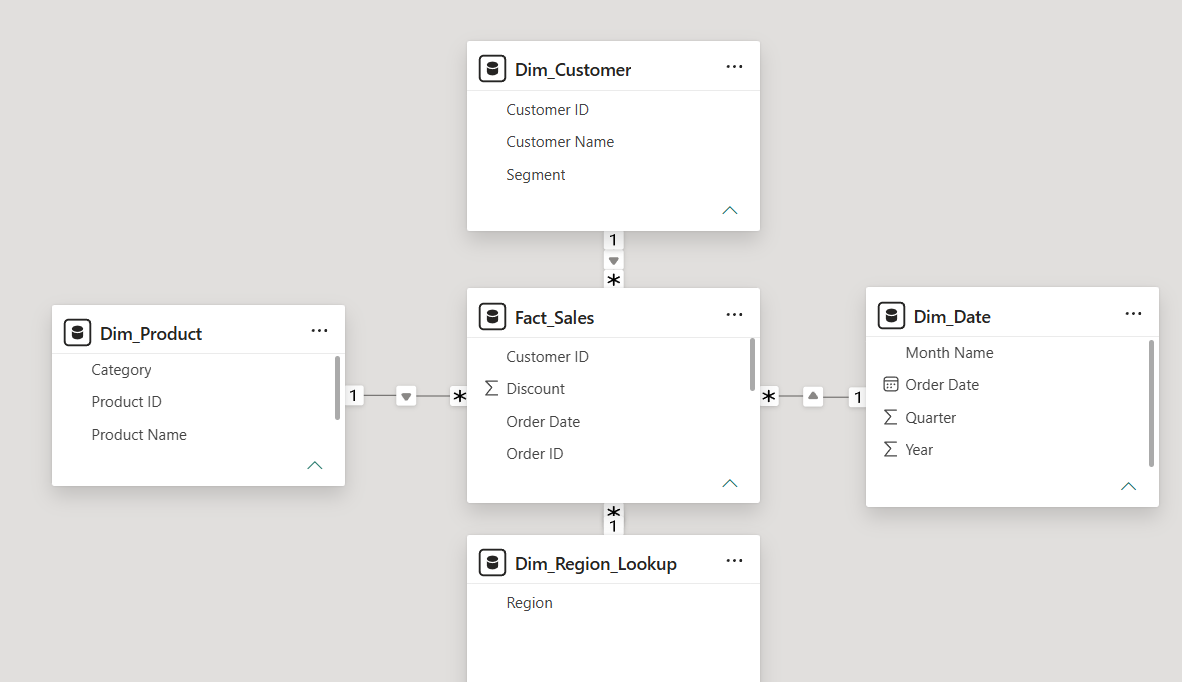 Dim_Customer
Customer ID
Customer Name
Segment
1
*
Dim_Product
Category
Product ID
Product Name
1
*
Fact_Sales
Customer ID
Discount
Order Date
Order ID
*
1
Dim_Date
Month Name
Order Date
Quarter
Year
*
1
Dim_Region_Lookup
Region